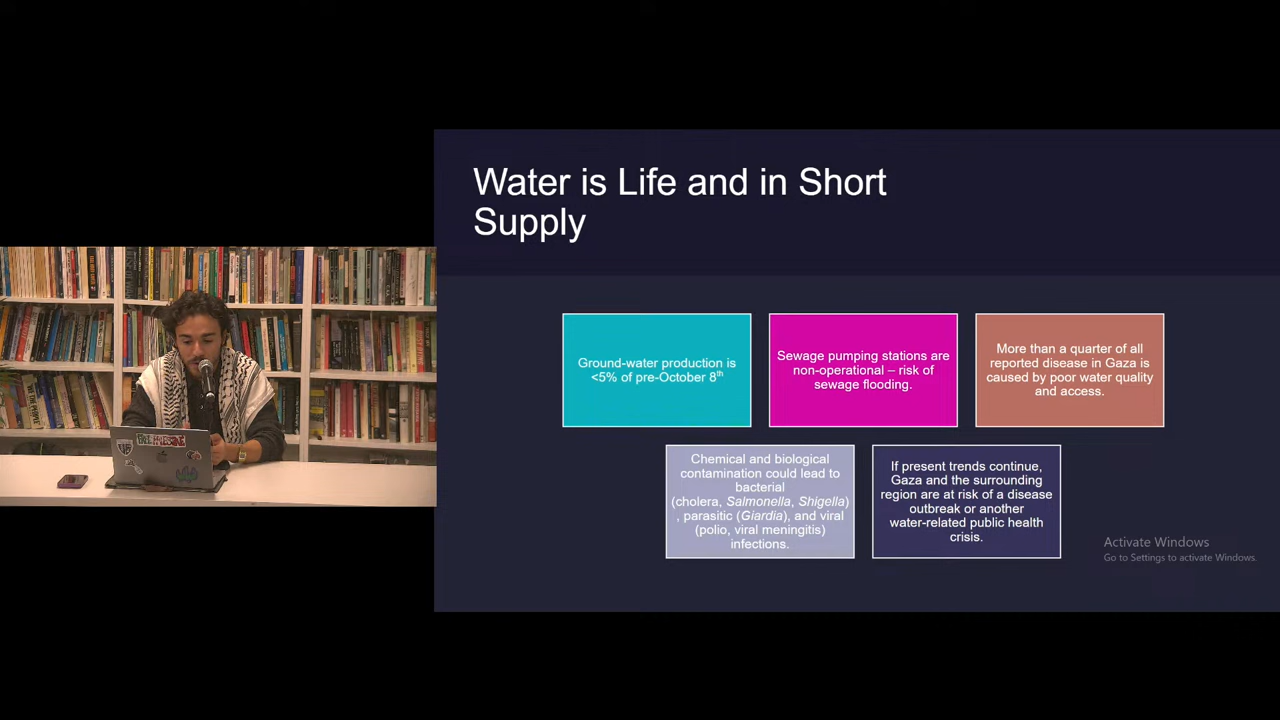 Water is Life and in Short
Supply
Ground-water production is
<5% of pre-October 8th
Sewage pumping stations are
non-operational – risk of
sewage flooding.
More than a quarter of all
reported disease in Gaza is
caused by poor water quality
and access.
Chemical and biological
contamination could lead to
bacterial
(cholera, Salmonella, Shigella)
, parasitic (Giardia), and viral
(polio, viral meningitis)
infections.
If present trends continue,
Gaza and the surrounding
region are at risk of a disease
outbreak or another
water-related public health
crisis.
Activate Windows
Go to Settings to activate Windows.
FREE PALESTINE